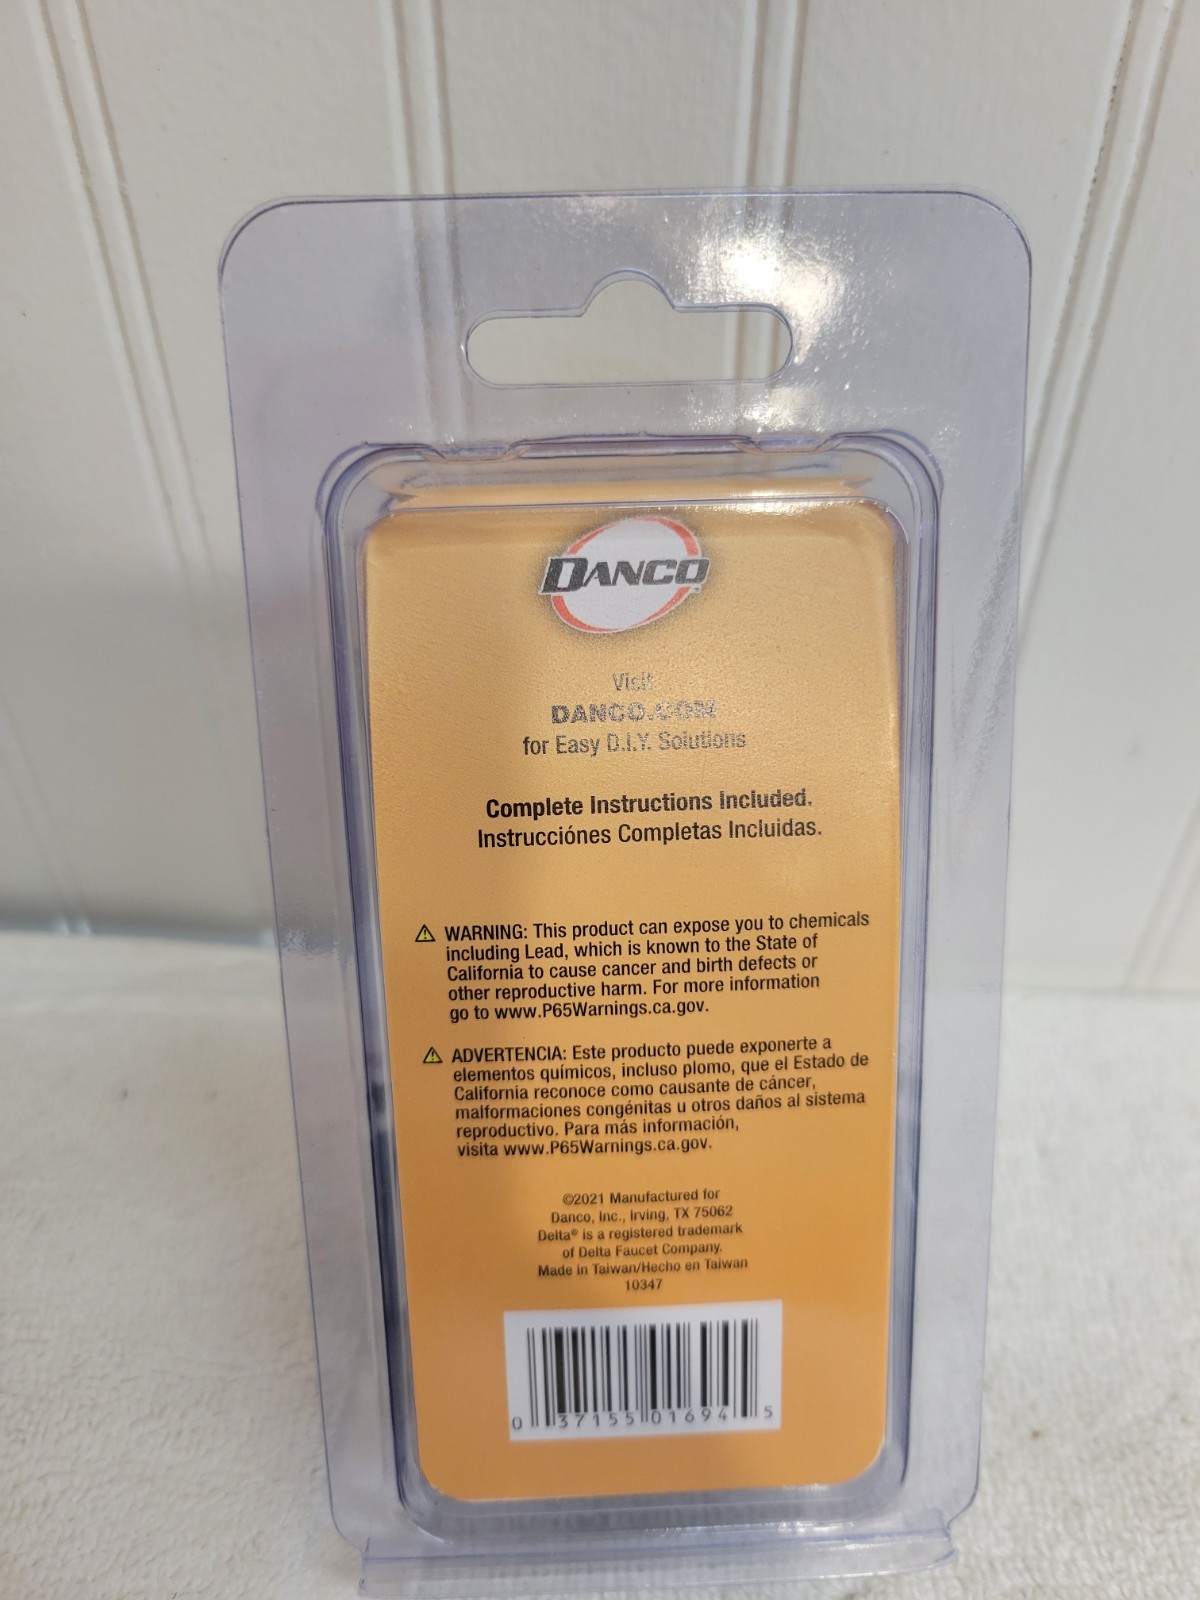 DANCO
Visit
DANCO.COM
for Easy D.I.Y. Solutions
Complete Instructions Included.
Instrucciónes Completas Incluidas.
WARNING: This product can expose you to chemicals
including Lead, which is known to the State of
California to cause cancer and birth defects or
other reproductive harm. For more information
go to www.P65Warnings.ca.gov.
ADVERTENCIA: Este producto puede exponerte a
elementos químicos, incluso plomo, que el Estado de
California reconoce como causante de cáncer,
malformaciones congénitas u otros daños al sistema
reproductivo. Para más información,
visita www.P65Warnings.ca.gov.
©2021 Manufactured for
Danco, Inc., Irving, TX 75062
Delta® is a registered trademark
of Delta Faucet Company.
Made in Taiwan/Hecho en Taiwan
10347
0 37155 01694 5